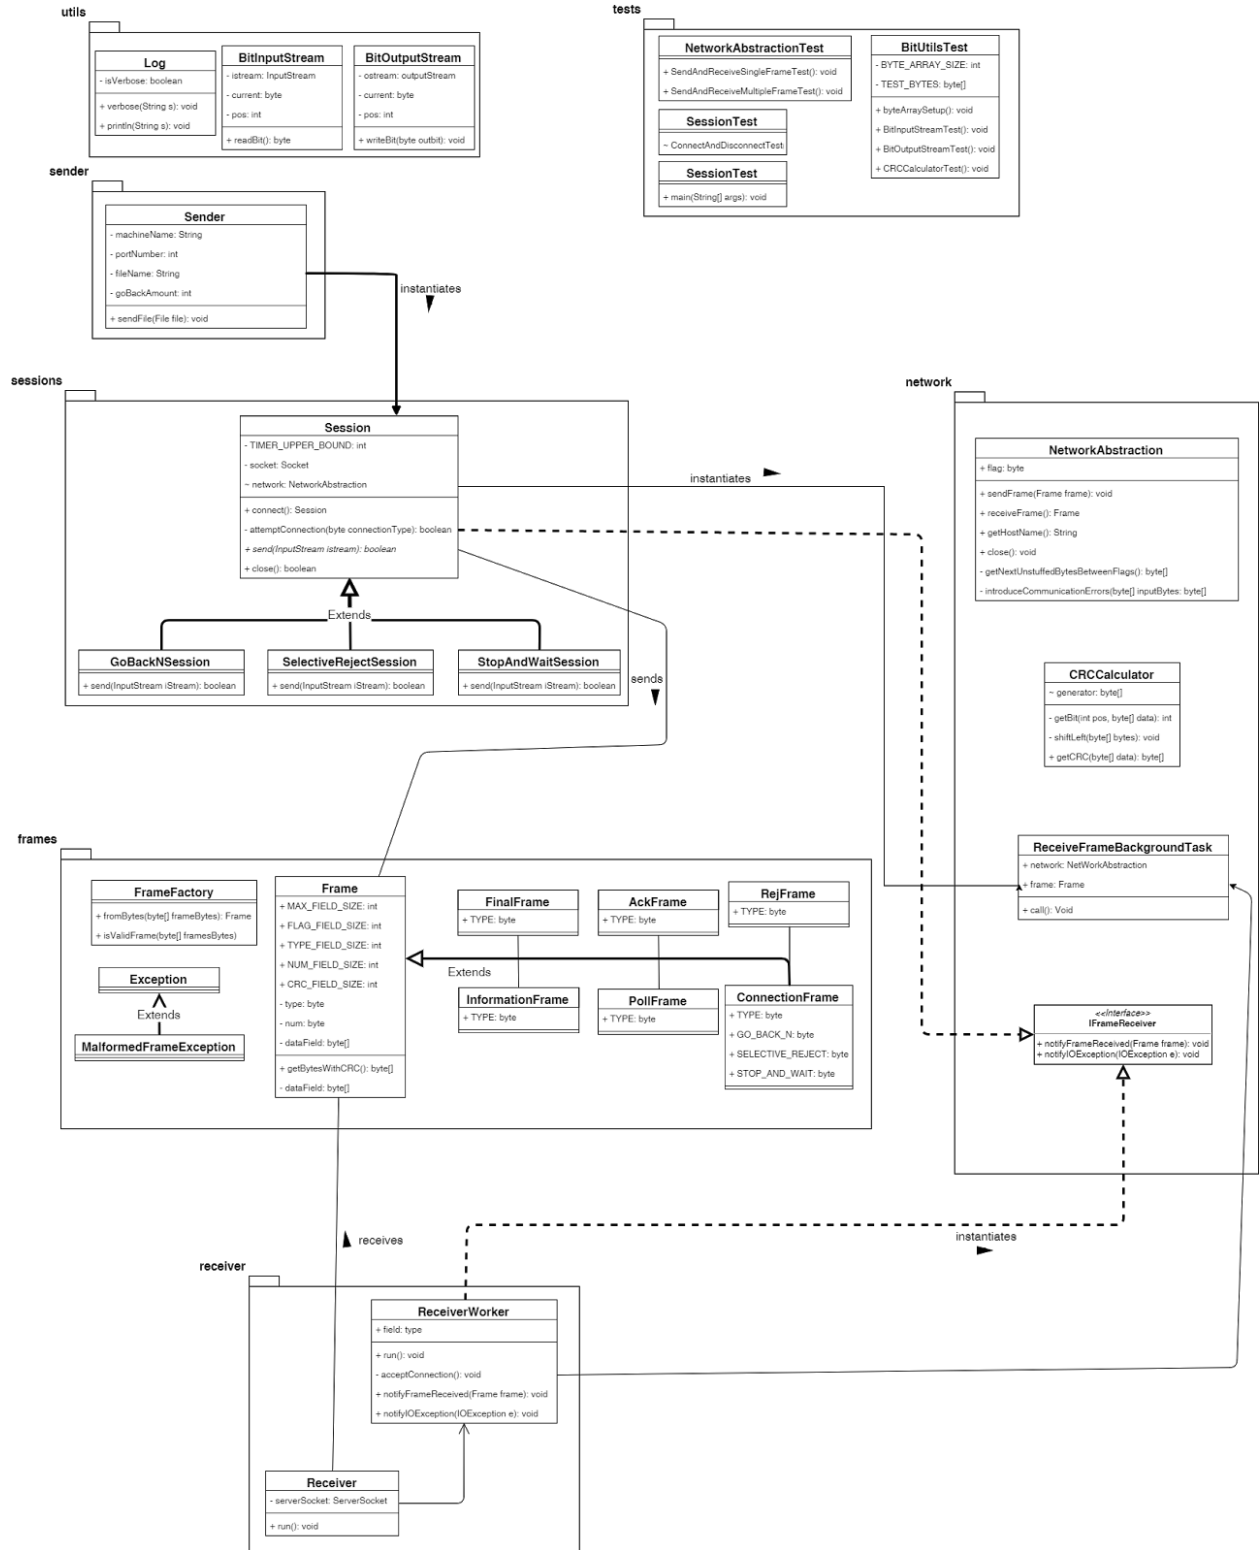 utils
Log
- isVerbose: boolean
+ verbose(String s): void
+ println(String s): void
BitInputStream
- istream: InputStream
- current: byte
- pos: int
+ readBit(): byte
BitOutputStream
- ostream: outputStream
- current: byte
- pos: int
+ writeBit(byte outbit): void
tests
NetworkAbstractionTest
+ SendAndReceiveSingleFrameTest(): void
+ SendAndReceiveMultipleFrameTest(): void
SessionTest
~ ConnectAndDisconnectTest
SessionTest
+ main(String[] args): void
BitUtilsTest
- BYTE_ARRAY_SIZE: int
- TEST_BYTES: byte[]
+ byteArraySetup(): void
+ BitInputStreamTest(): void
+ BitOutputStreamTest(): void
+ CRCCalculatorTest(): void
sender
Sender
- machineName: String
- portNumber: int
- fileName: String
- goBackAmount: int
+ sendFile(File file): void
instantiates
sessions
Session
- TIMER_UPPER_BOUND: int
- socket: Socket
~ network: NetworkAbstraction
+ connect(): Session
- attemptConnection(byte connectionType): boolean
+ send(InputStream istream): boolean
+ close(): boolean
Extends
GoBackNSession
+ send(InputStream iStream): boolean
SelectiveRejectSession
+ send(InputStream iStream): boolean
StopAndWaitSession
+ send(InputStream iStream): boolean
instantiates
sends
network
NetworkAbstraction
+ flag: byte
+ sendFrame(Frame frame): void
+ receiveFrame(): Frame
+ getHostName(): String
+ close(): void
- getNextUnstuffedBytesBetweenFlags(): byte[]
- introduceCommunicationErrors(byte[] inputBytes: byte[]
CRCCalculator
~ generator: byte[]
- getBit(int pos, byte[] data): int
- shiftLeft(byte[] bytes): void
+ getCRC(byte[] data): byte[]
ReceiveFrameBackgroundTask
+ network: NetWorkAbstraction
+ frame: Frame
+ call(): Void
<<Interface>>
IFrameReceiver
+ notifyFrameReceived(Frame frame): void
+ notifyIOException(IOException e): void
frames
FrameFactory
+ fromBytes(byte[] frameBytes): Frame
+ isValidFrame(byte[] framesBytes)
Exception
Extends
MalformedFrameException
Frame
+ MAX_FIELD_SIZE: int
+ FLAG_FIELD_SIZE: int
+ TYPE_FIELD_SIZE: int
+ NUM_FIELD_SIZE: int
+ CRC_FIELD_SIZE: int
- type: byte
- num: byte
- dataField: byte[]
+ getBytesWithCRC(): byte[]
- dataField: byte[]
FinalFrame
+ TYPE: byte
AckFrame
+ TYPE: byte
RejFrame
+ TYPE: byte
Extends
InformationFrame
+ TYPE: byte
PollFrame
+ TYPE: byte
ConnectionFrame
+ TYPE: byte
+ GO_BACK_N: byte
+ SELECTIVE_REJECT: byte
+ STOP_AND_WAIT: byte
receives
instantiates
receiver
ReceiverWorker
+ field: type
+ run(): void
- acceptConnection(): void
+ notifyFrameReceived(Frame frame): void
+ notifyIOException(IOException e): void
Receiver
- serverSocket: ServerSocket
+ run(): void